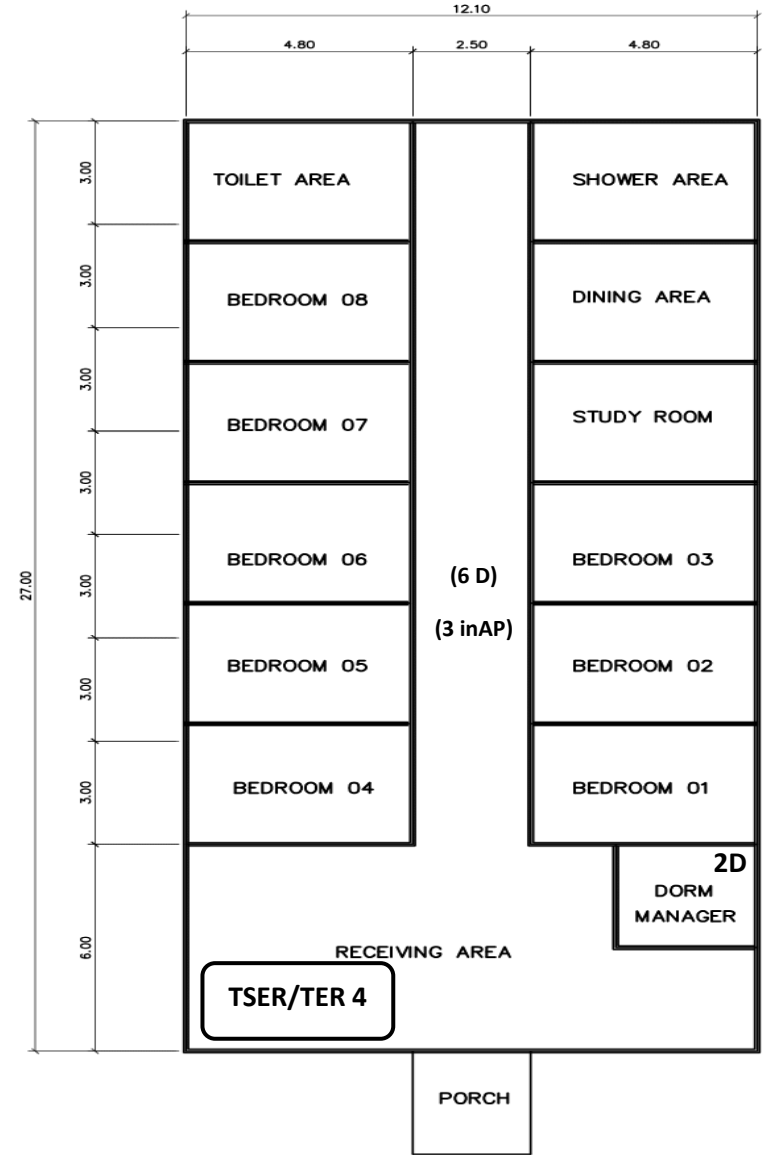 12.10
4.80
2.50
4.80
3.00
TOILET AREA
SHOWER AREA
3.00
BEDROOM 08
DINING AREA
3.00
BEDROOM 07
STUDY ROOM
3.00
BEDROOM 06
(6 D)
BEDROOM 03
27.00
3.00
(3 inAP)
BEDROOM 05
BEDROOM 02
3.00
BEDROOM 04
BEDROOM 01
3.00
2D
DORM
MANAGER
6.00
RECEIVING AREA
TSER/TER 4
PORCH